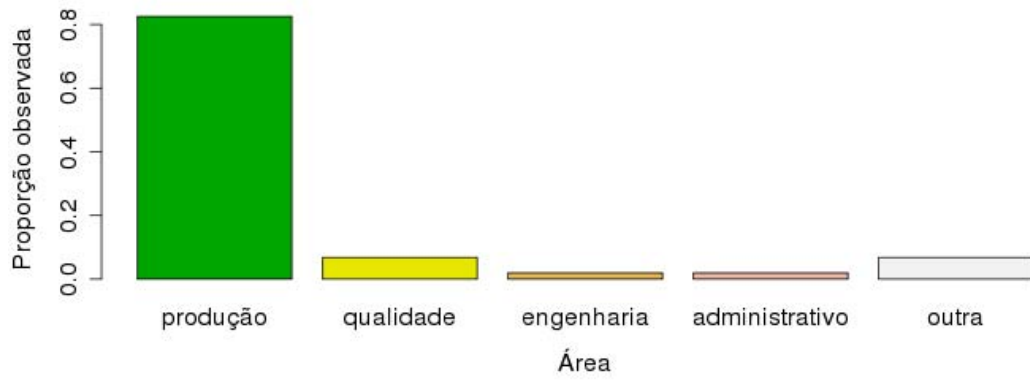 Proporção observada
0.8
0.6
0.4
0.2
0.0
produção qualidade engenharia administrativo outra
Área